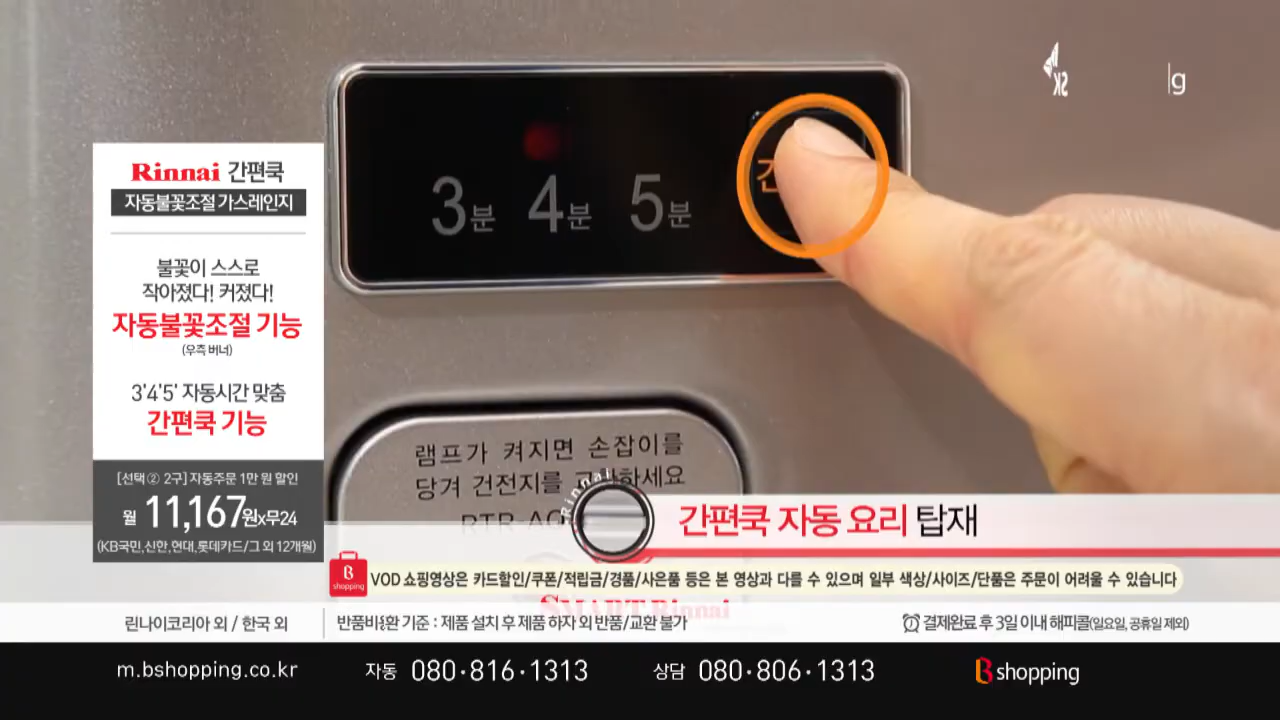 SK
g
Rinnai 간편쿡
자동불꽃조절 가스레인지
불꽃이 스스로
작아졌다! 커졌다!
자동불꽃조절 기능
(우측 버너)
3'4'5' 자동시간 맞춤
간편쿡 기능
[선택② 2구] 자동주문 1만 원 할인
월 11,167원x무24
(KB국민,신한,현대,롯데카드/그 외 12개월)
3분 4분 5분
램프가 켜지면 손잡이를
당겨 건전지를
Rinnai
간편쿡 자동 요리 탑재
B shopping
VOD 쇼핑영상은 카드할인/쿠폰/적립금/경품/사은품 등은 본 영상과 다를 수 있으며 일부 색상/사이즈/단품은 주문이 어려울 수 있습니다
SMART Rinnai
린나이코리아 외 / 한국 외
기준 : 제품 설치 후 제품 하자 외 반품/교환 불가
결제완료 후 3일 이내 해피콜(일요일, 공휴일 제외)
m.bshopping.co.kr
자동 080·816·1313
상담 080·806·1313
B shopping